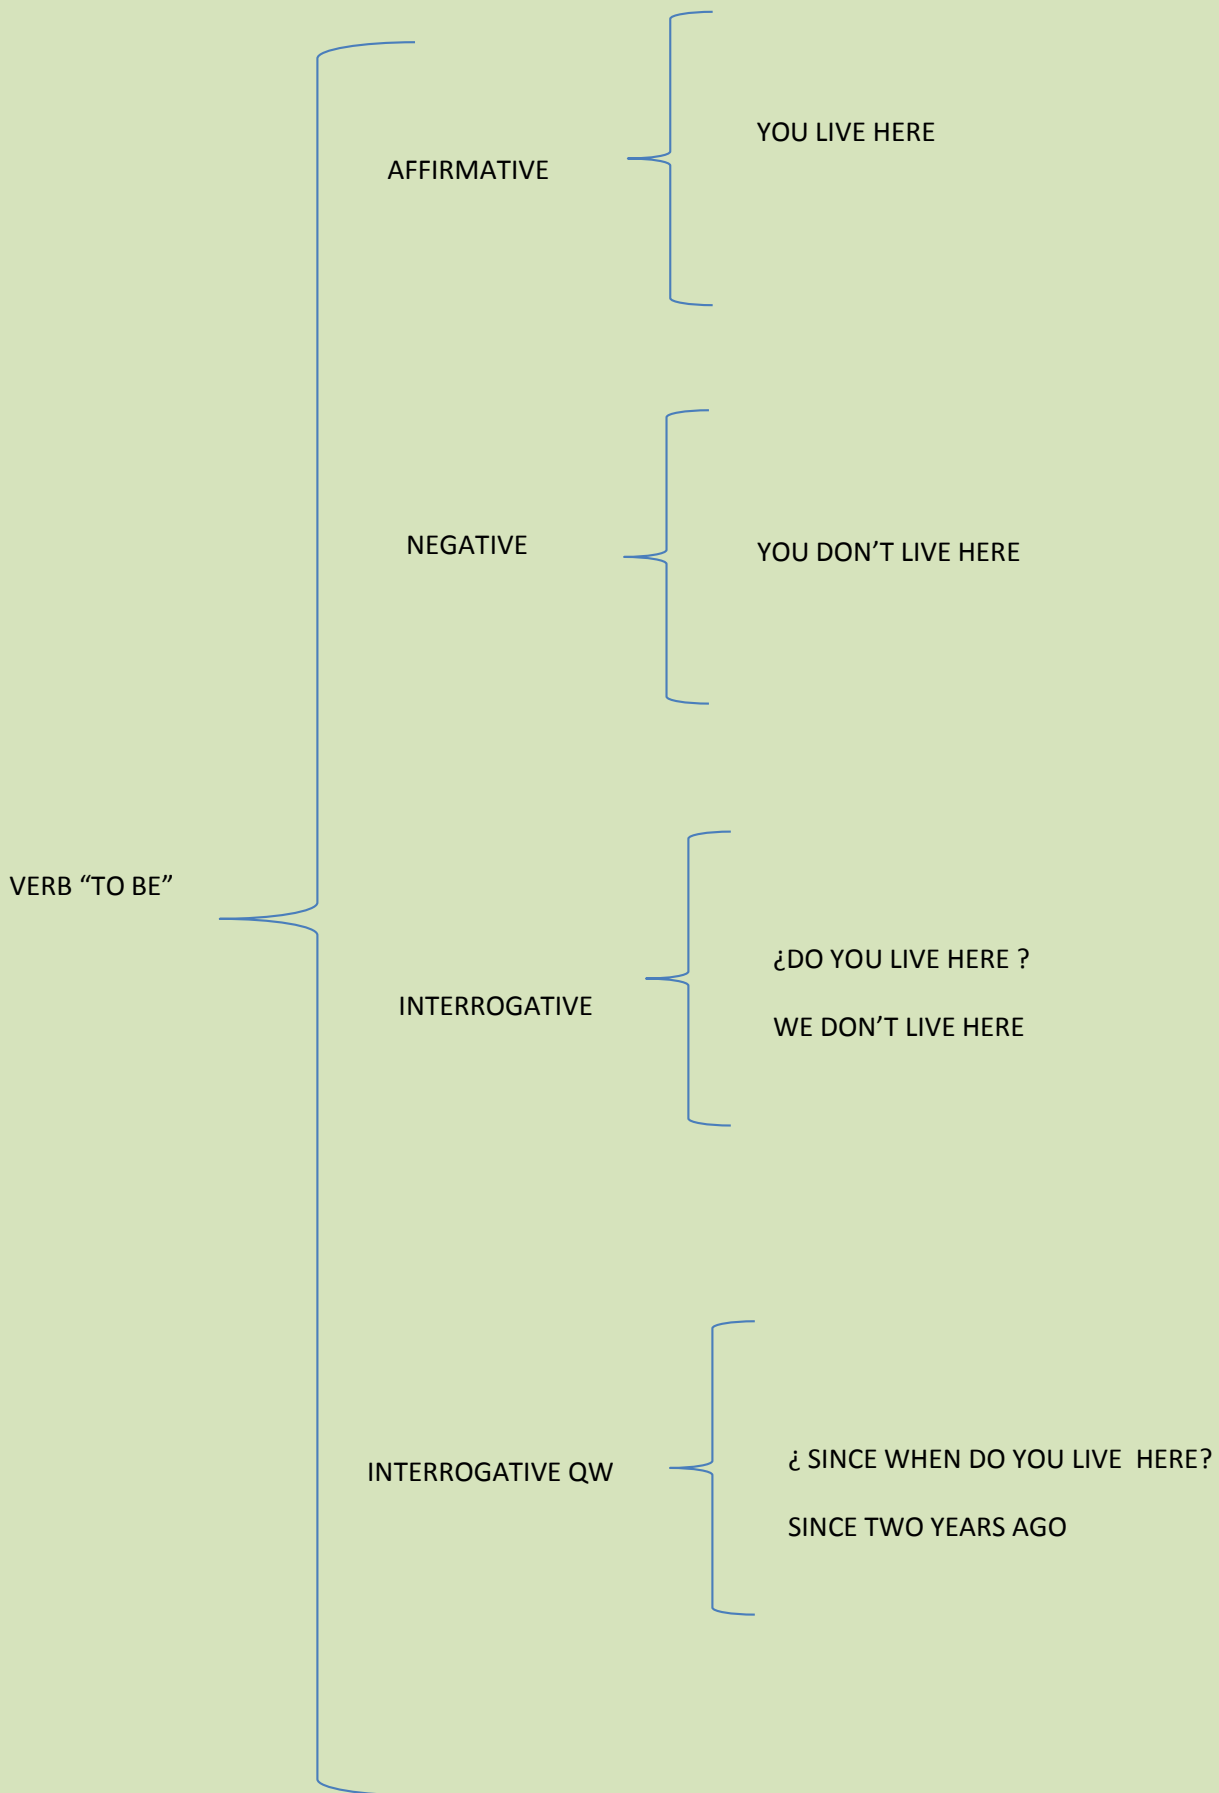 VERB “TO BE”
AFFIRMATIVE
YOU LIVE HERE
NEGATIVE
YOU DON’T LIVE HERE
INTERROGATIVE
¿DO YOU LIVE HERE ?
WE DON’T LIVE HERE
INTERROGATIVE QW
¿ SINCE WHEN DO YOU LIVE  HERE?
SINCE TWO YEARS AGO